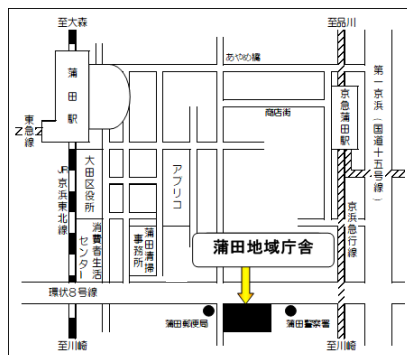 至大森
至品川
あやめ橋
蒲田駅
商店街
京急蒲田駅
第一京浜（国道十五号線）
東急線
大田区役所
アプリコ
JR京浜東北線
消費者生活
センター
蒲田清掃
事務所
京浜急行線
蒲田地域庁舎
環状8号線
蒲田郵便局
蒲田警察署
至川崎
至川崎